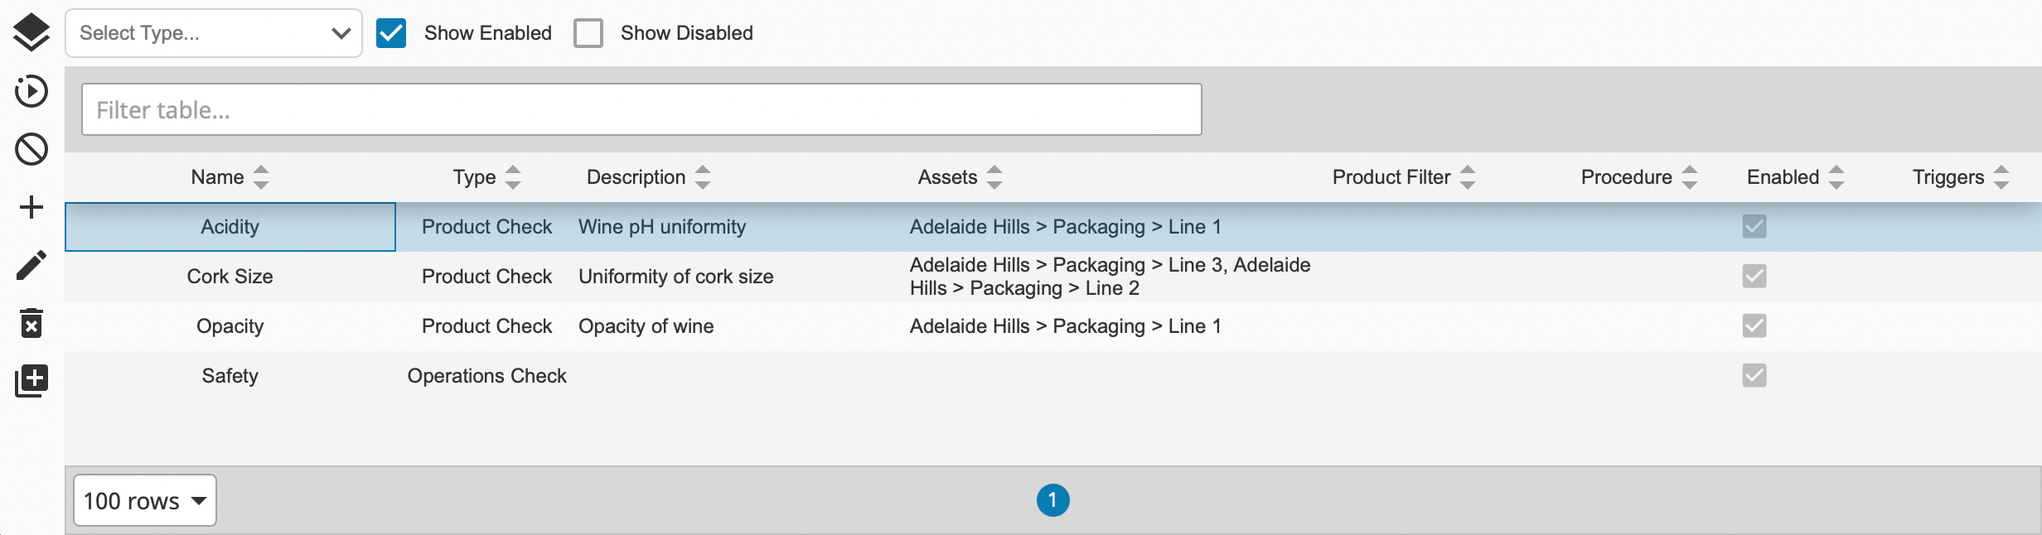 Select Type... Show Enabled Show Disabled
Filter table...
Name Type Description Assets Product Filter Procedure Enabled Triggers
Acidity Product Check Wine pH uniformity Adelaide Hills > Packaging > Line 1
Cork Size Product Check Uniformity of cork size Adelaide Hills > Packaging > Line 3, Adelaide
Hills > Packaging > Line 2
Opacity Product Check Opacity of wine Adelaide Hills > Packaging > Line 1
Safety Operations Check
100 rows 1